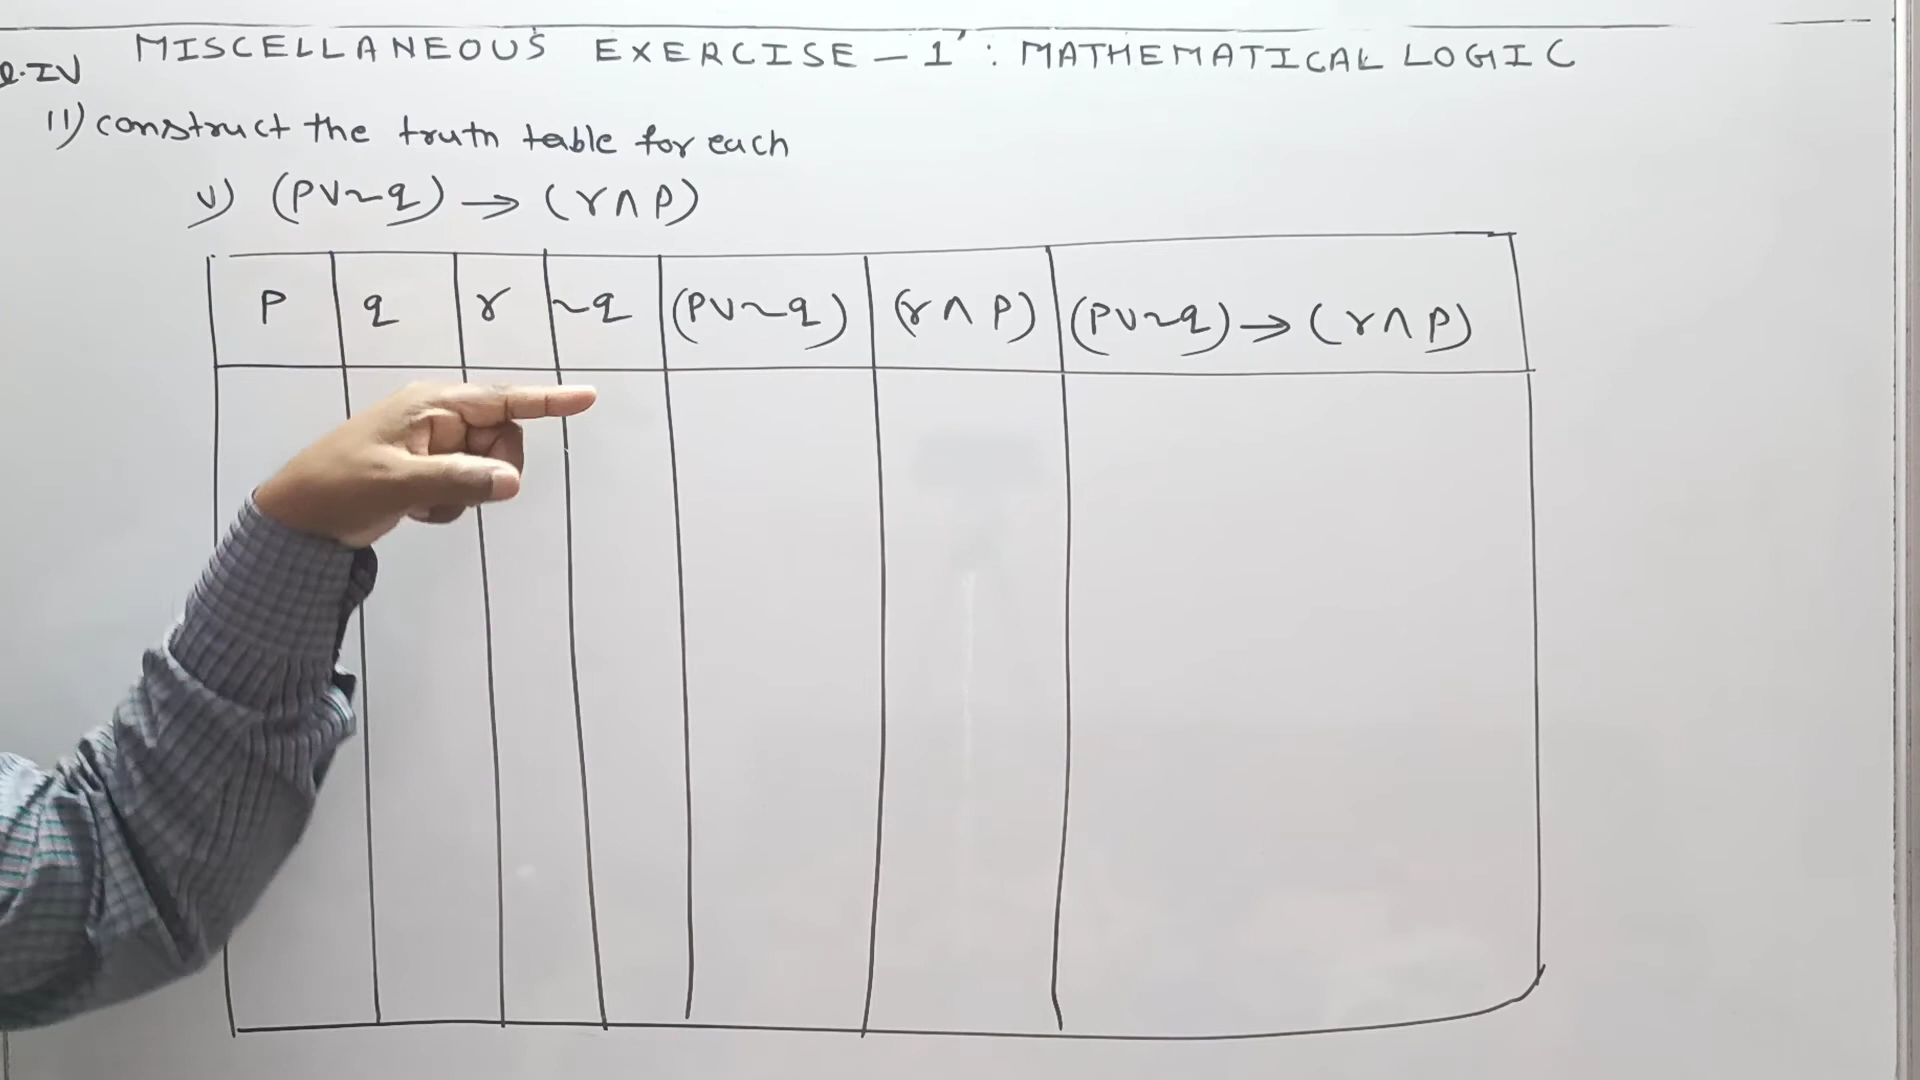 MISCELLANEOUS EXERCISE - 1 : MATHEMATICAL LOGIC
Q.IV
11) construct the truth table for each
v) (p∨~q) → (r∧p)
p q r ~q (p∨~q) (r∧p) (p∨~q) → (r∧p)